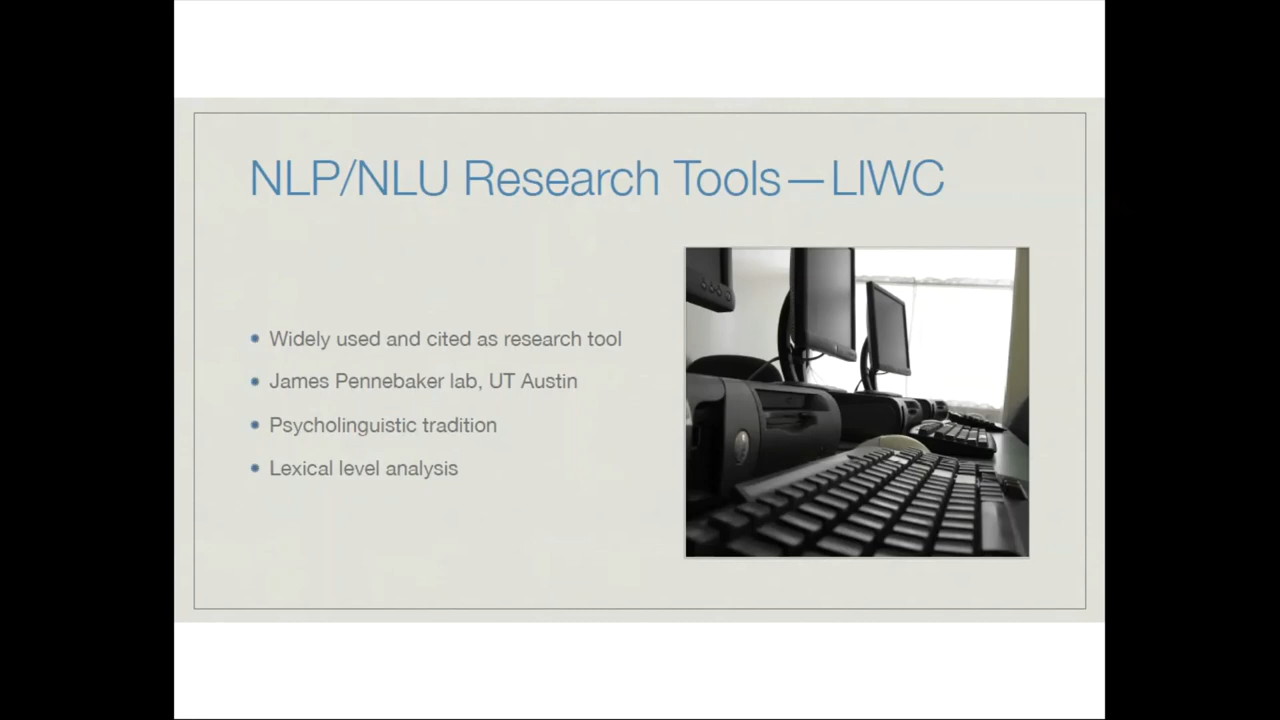 NLP/NLU Research Tools—LIWC
Widely used and cited as research tool
James Pennebaker lab, UT Austin
Psycholinguistic tradition
Lexical level analysis